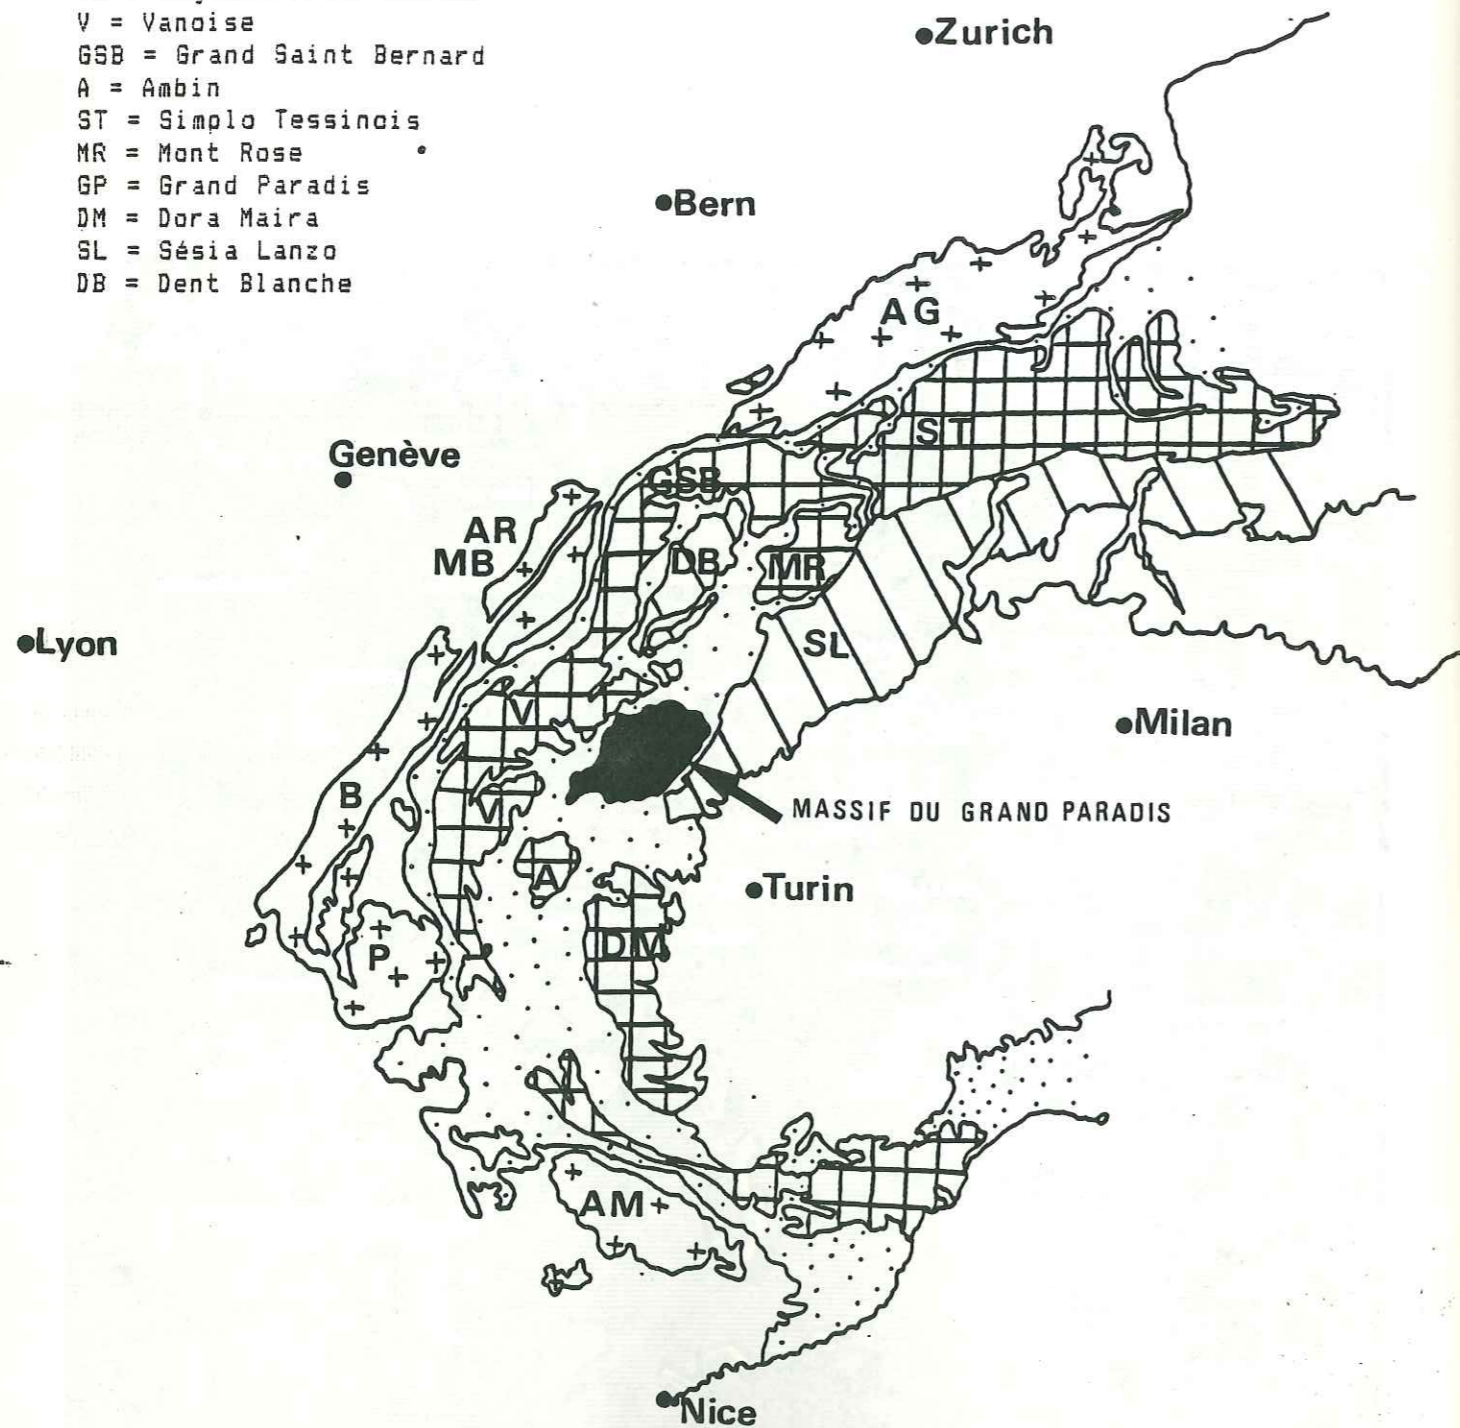 V = Vanoise
GSB = Grand Saint Bernard
A = Ambin
ST = Simplo Tessinois
MR = Mont Rose
GP = Grand Paradis
DM = Dora Maira
SL = Sésia Lanzo
DB = Dent Blanche
Zurich
Bern
AG
ST
Genève
GSB
AR
MB
DB
MR
Lyon
SL
V
Milan
B
V
MASSIF DU GRAND PARADIS
A
Turin
DM
P
AM
Nice